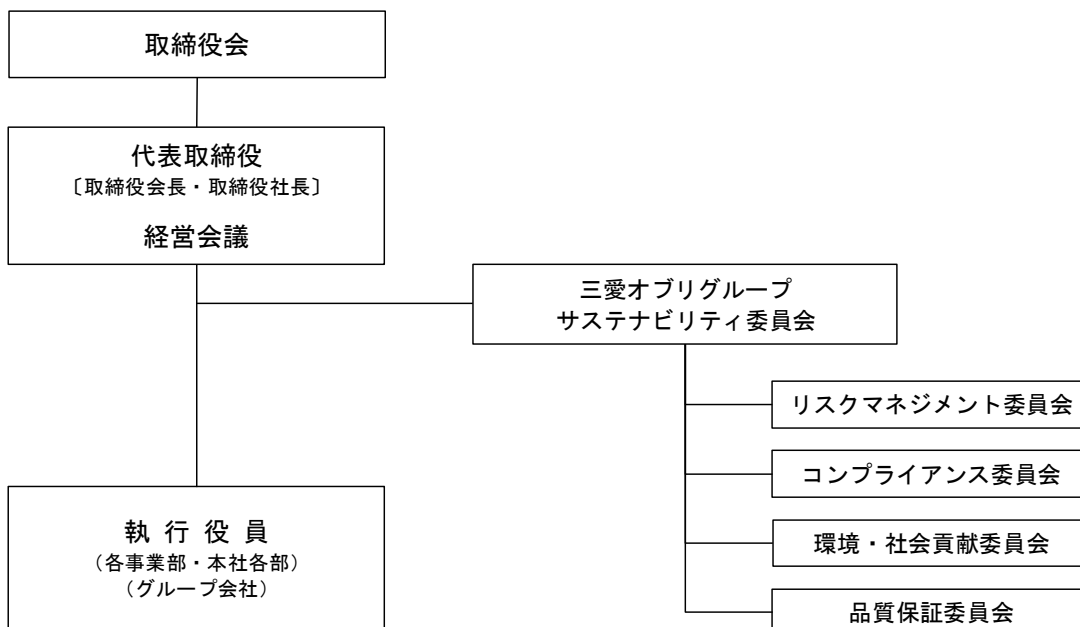 取締役会
代表取締役
〔取締役会長・取締役社長〕
経営会議
三愛オブリグループ
サステナビリティ委員会
リスクマネジメント委員会
コンプライアンス委員会
環境・社会貢献委員会
品質保証委員会
執 行 役 員
（各事業部・本社各部）
（グループ会社）